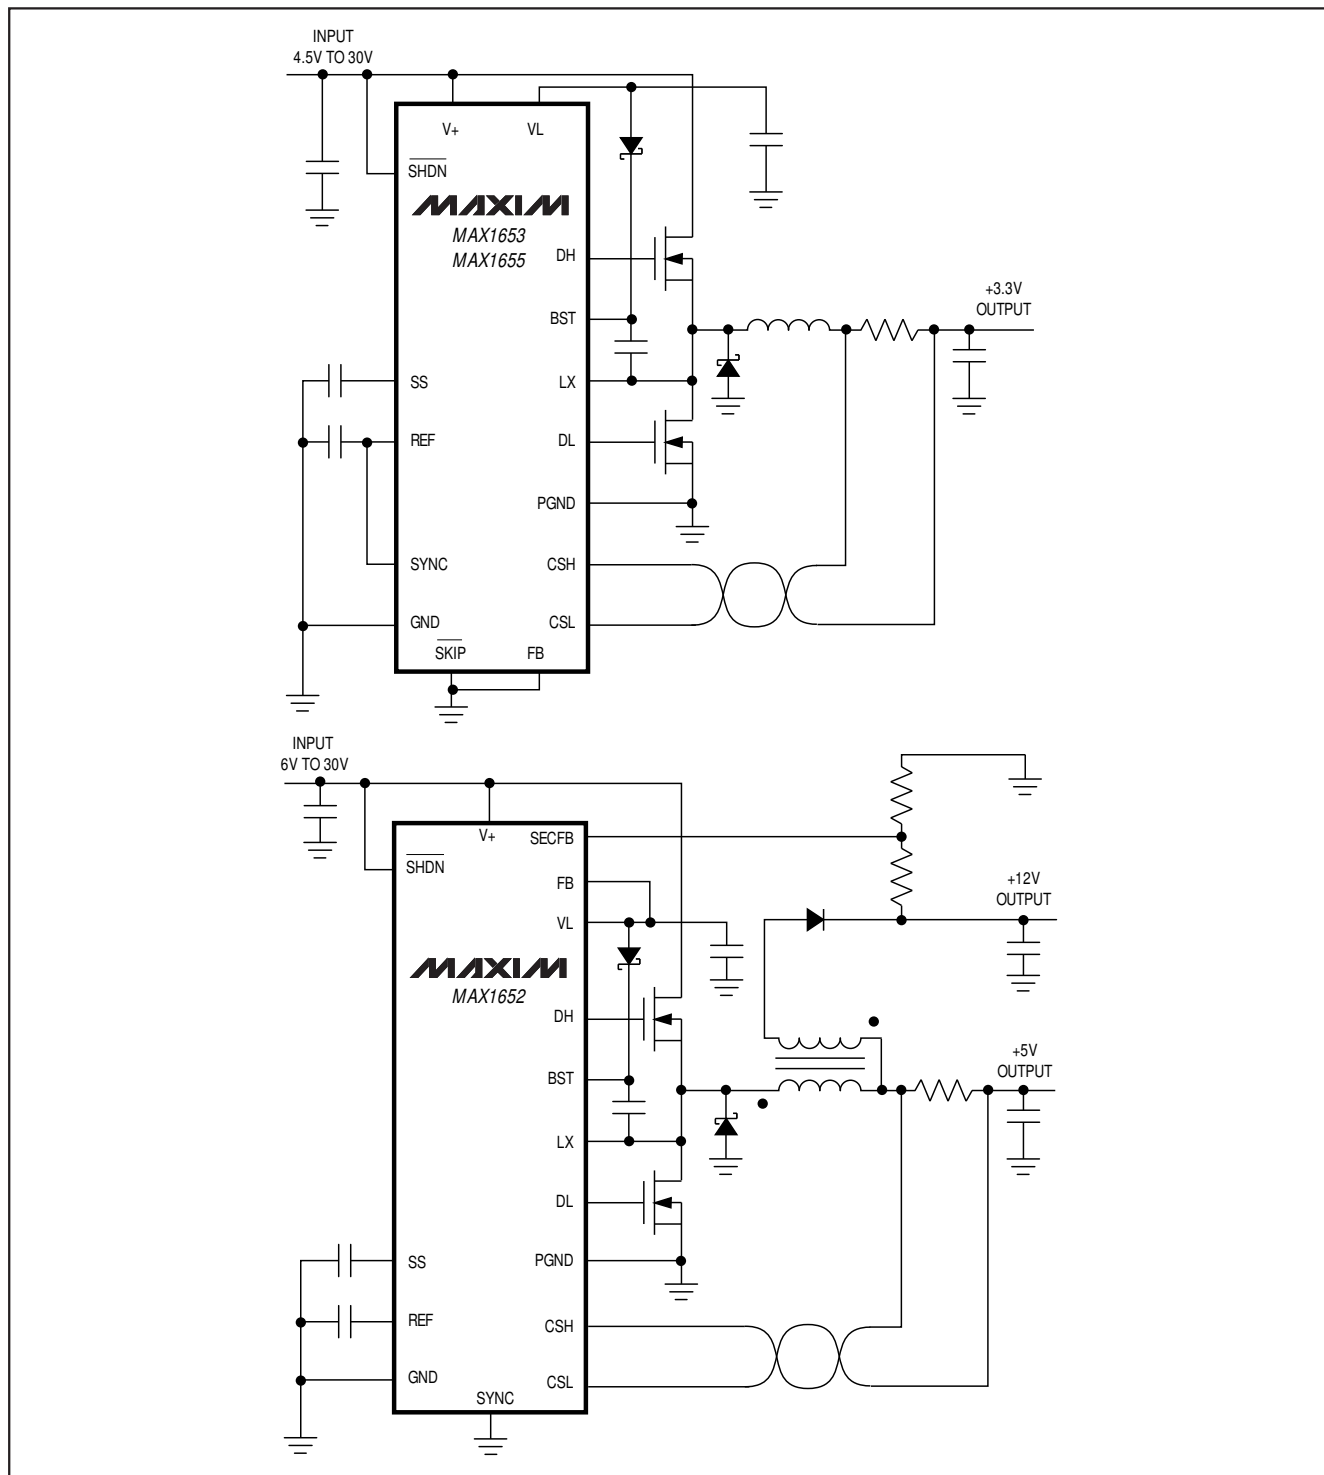 INPUT
4.5V TO 30V
V+
VL
SHDN
MAXIM
MAX1653
MAX1655
DH
BST
+3.3V
OUTPUT
SS
LX
REF
DL
PGND
SYNC
CSH
GND
CSL
SKIP
FB
INPUT
6V TO 30V
V+
SECFB
SHDN
FB
+12V
OUTPUT
VL
MAXIM
MAX1652
DH
+5V
OUTPUT
BST
LX
DL
SS
PGND
REF
CSH
GND
CSL
SYNC